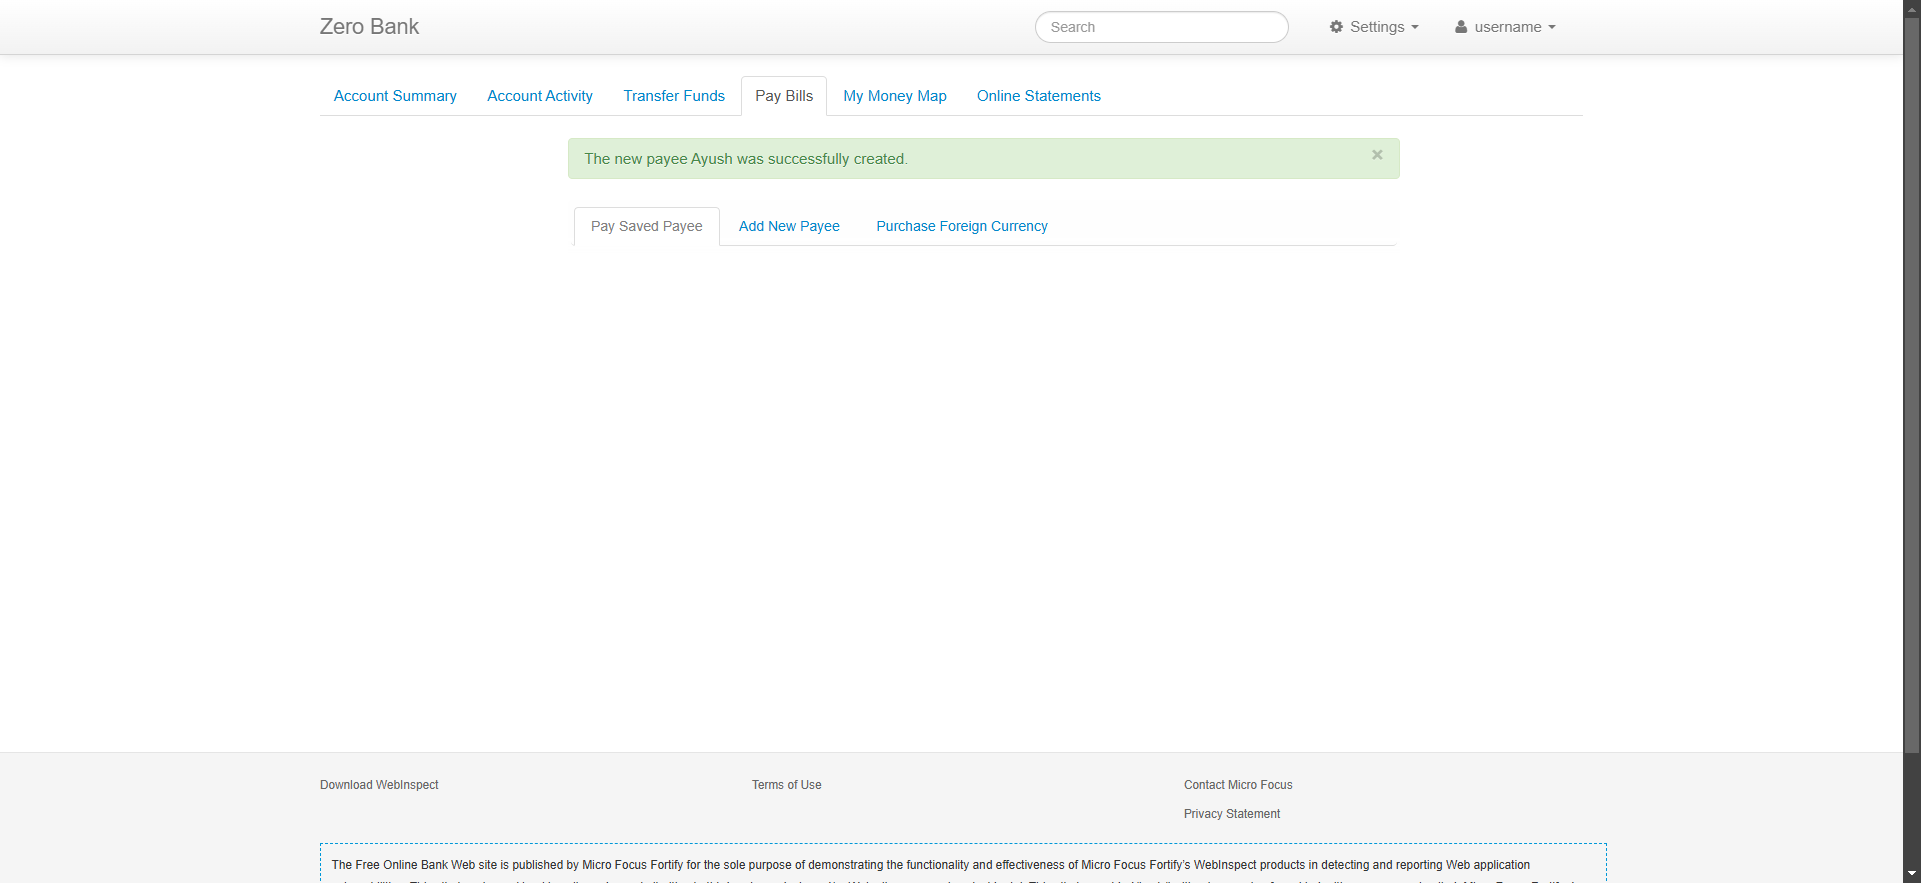 Zero Bank
Search
Settings
username
Account Summary
Account Activity
Transfer Funds
Pay Bills
My Money Map
Online Statements
The new payee Ayush was successfully created.
×
Pay Saved Payee
Add New Payee
Purchase Foreign Currency
Download WebInspect
Terms of Use
Contact Micro Focus
Privacy Statement
The Free Online Bank Web site is published by Micro Focus Fortify for the sole purpose of demonstrating the functionality and effectiveness of Micro Focus Fortify's WebInspect products in detecting and reporting Web application